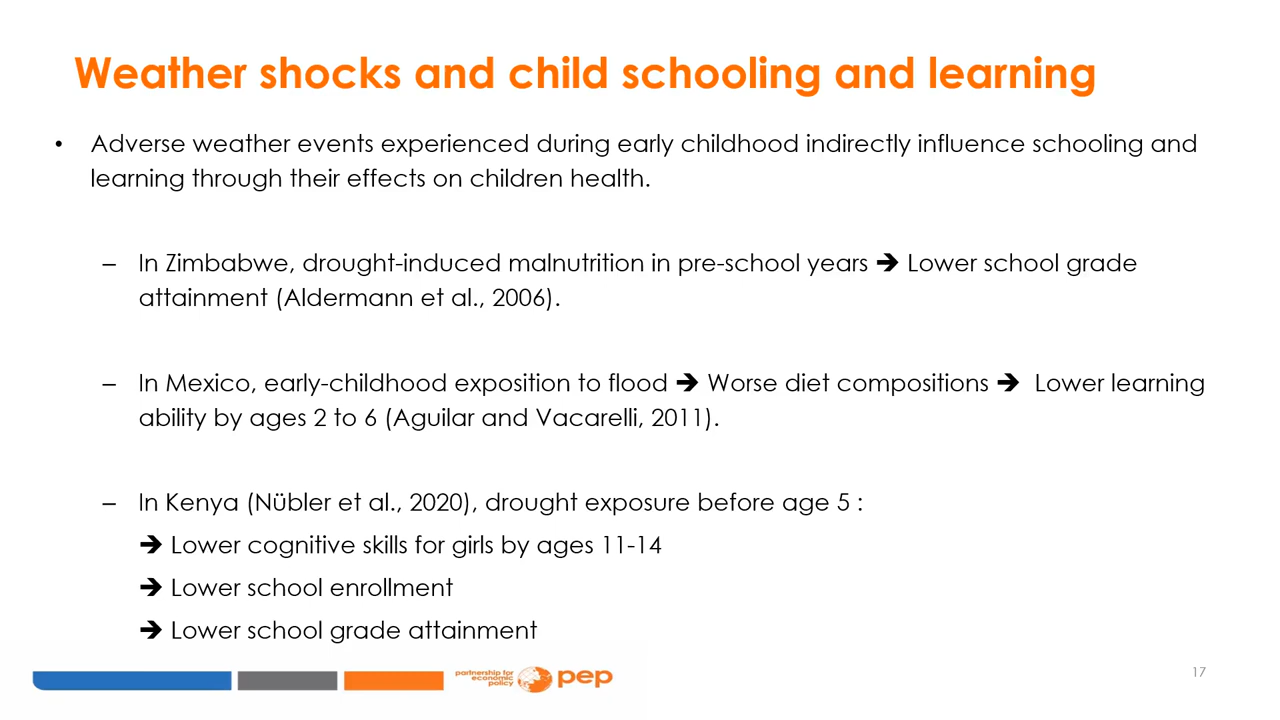 Weather shocks and child schooling and learning
• Adverse weather events experienced during early childhood indirectly influence schooling and
learning through their effects on children health.
– In Zimbabwe, drought-induced malnutrition in pre-school years ➔ Lower school grade
attainment (Aldermann et al., 2006).
– In Mexico, early-childhood exposition to flood ➔ Worse diet compositions ➔ Lower learning
ability by ages 2 to 6 (Aguilar and Vacarelli, 2011).
– In Kenya (Nübler et al., 2020), drought exposure before age 5 :
➔ Lower cognitive skills for girls by ages 11-14
➔ Lower school enrollment
➔ Lower school grade attainment
partnership for
economic
policy
pep
17